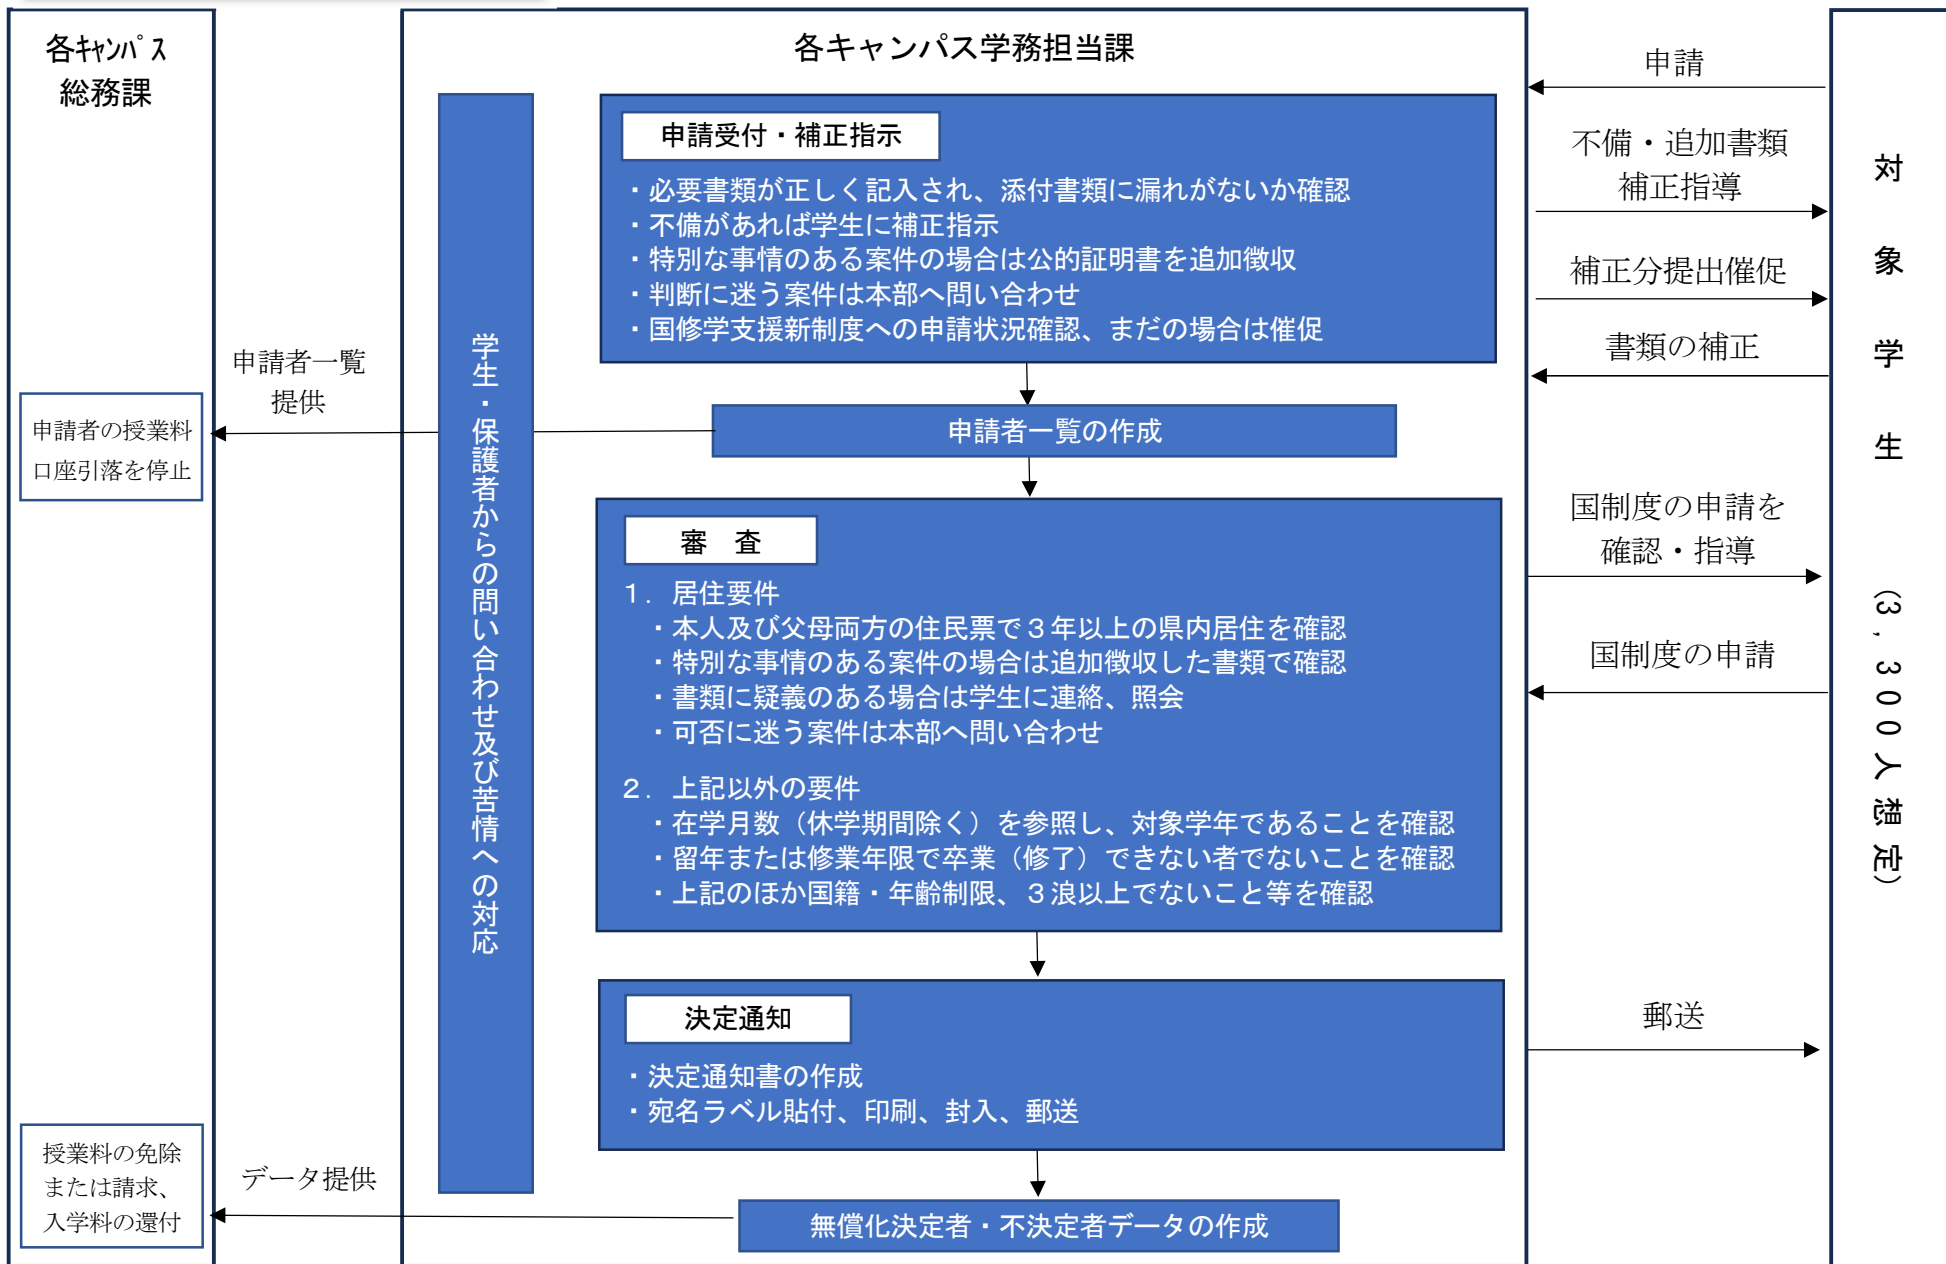 各キャンパス
総務課
申請者の授業料
口座引落を停止
授業料の免除
または請求、
入学料の還付
申請者一覧
提供
データ提供
各キャンパス学務担当課
学生・保護者からの問い合わせ及び苦情への対応
申請受付・補正指示
・必要書類が正しく記入され、添付書類に漏れがないか確認
・不備があれば学生に補正指示
・特別な事情のある案件の場合は公的証明書を追加徴収
・判断に迷う案件は本部へ問い合わせ
・国修学支援新制度への申請状況確認、まだの場合は催促
申請者一覧の作成
審　査
１．居住要件
・本人及び父母両方の住民票で３年以上の県内居住を確認
・特別な事情のある案件の場合は追加徴収した書類で確認
・書類に疑義のある場合は学生に連絡、照会
・可否に迷う案件は本部へ問い合わせ
２．上記以外の要件
・在学月数（休学期間除く）を参照し、対象学年であることを確認
・留年または修業年限で卒業（修了）できない者でないことを確認
・上記のほか国籍・年齢制限、３浪以上でないこと等を確認
決定通知
・決定通知書の作成
・宛名ラベル貼付、印刷、封入、郵送
無償化決定者・不決定者データの作成
申請
不備・追加書類
補正指導
補正分提出催促
書類の補正
国制度の申請を
確認・指導
国制度の申請
郵送
対象学生（3,300人想定）